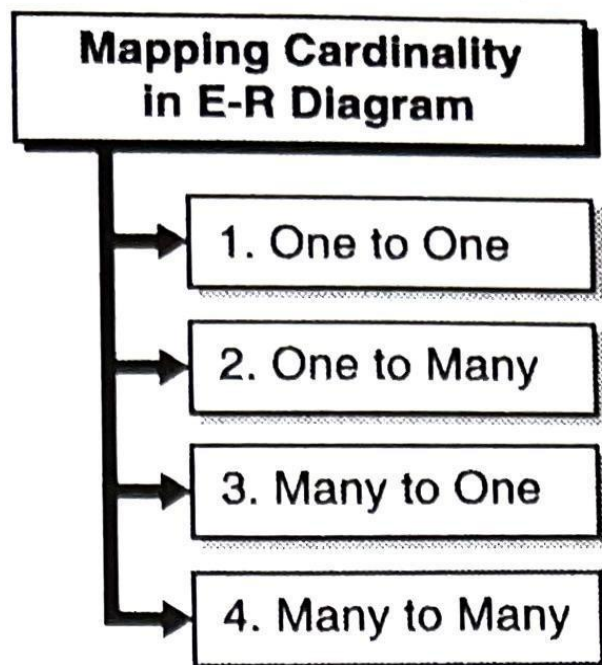 Mapping Cardinality
in E-R Diagram
1. One to One
2. One to Many
3. Many to One
4. Many to Many